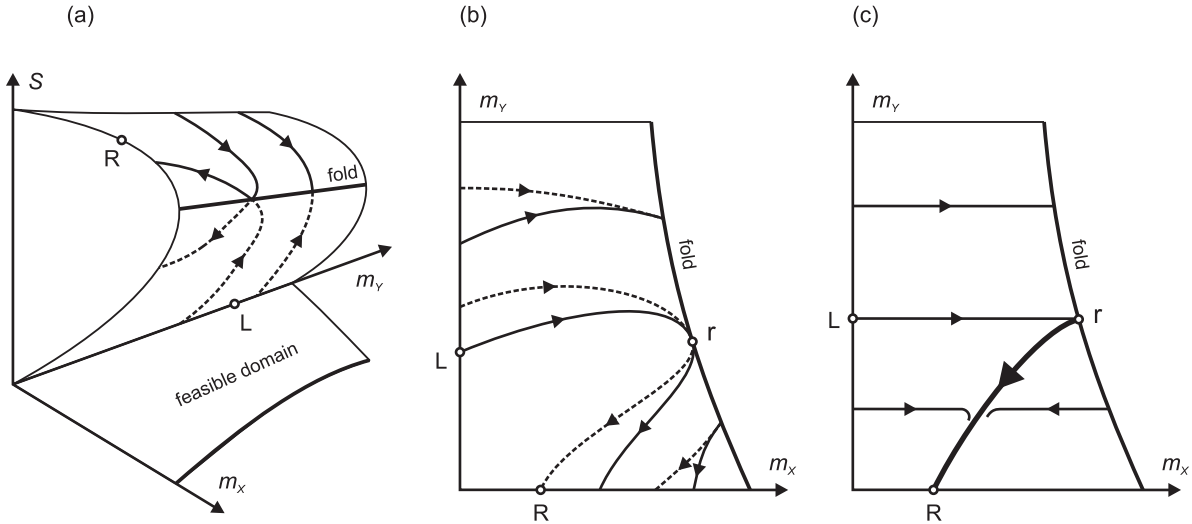 (a)
S
R
fold
m_Y
L
feasible domain
m_X
(b)
m_Y
fold
L
r
m_X
R
(c)
m_Y
fold
L
r
m_X
R